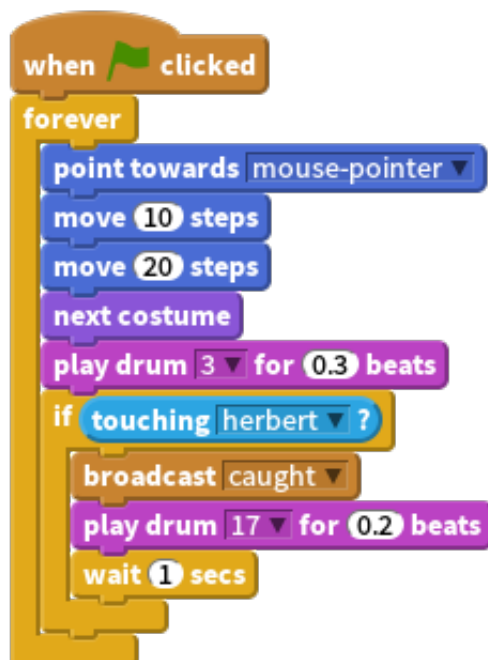 when clicked
forever
point towards mouse-pointer
move 10 steps
move 20 steps
next costume
play drum 3 for 0.3 beats
if touching herbert ?
broadcast caught
play drum 17 for 0.2 beats
wait 1 secs